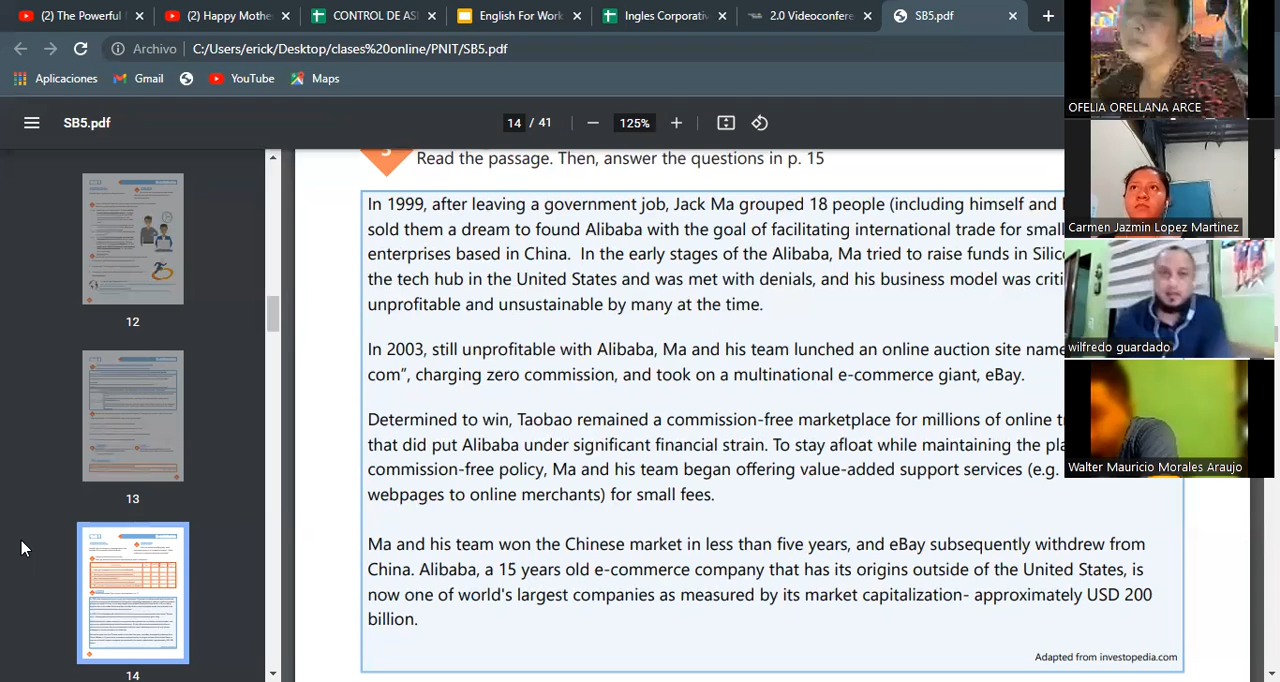 (2) The Powerful
(2) Happy Mothe
CONTROL DE AS
English For Work
Ingles Corporativ
2.0 Videoconfere
SB5.pdf
Archivo C:/Users/erick/Desktop/clases%20online/PNIT/SB5.pdf
Aplicaciones Gmail YouTube Maps
SB5.pdf 14 / 41 125%
OFELIA ORELLANA ARCE
Carmen Jazmin Lopez Martinez
wilfredo guardado
Walter Mauricio Morales Araujo
12
13
14
Read the passage. Then, answer the questions in p. 15
In 1999, after leaving a government job, Jack Ma grouped 18 people (including himself and
sold them a dream to found Alibaba with the goal of facilitating international trade for small
enterprises based in China. In the early stages of the Alibaba, Ma tried to raise funds in Silic
the tech hub in the United States and was met with denials, and his business model was criti
unprofitable and unsustainable by many at the time.
In 2003, still unprofitable with Alibaba, Ma and his team lunched an online auction site name
com”, charging zero commission, and took on a multinational e-commerce giant, eBay.
Determined to win, Taobao remained a commission-free marketplace for millions of online t
that did put Alibaba under significant financial strain. To stay afloat while maintaining the pla
commission-free policy, Ma and his team began offering value-added support services (e.g.
webpages to online merchants) for small fees.
Ma and his team won the Chinese market in less than five years, and eBay subsequently withdrew from
China. Alibaba, a 15 years old e-commerce company that has its origins outside of the United States, is
now one of world's largest companies as measured by its market capitalization- approximately USD 200
billion.
Adapted from investopedia.com